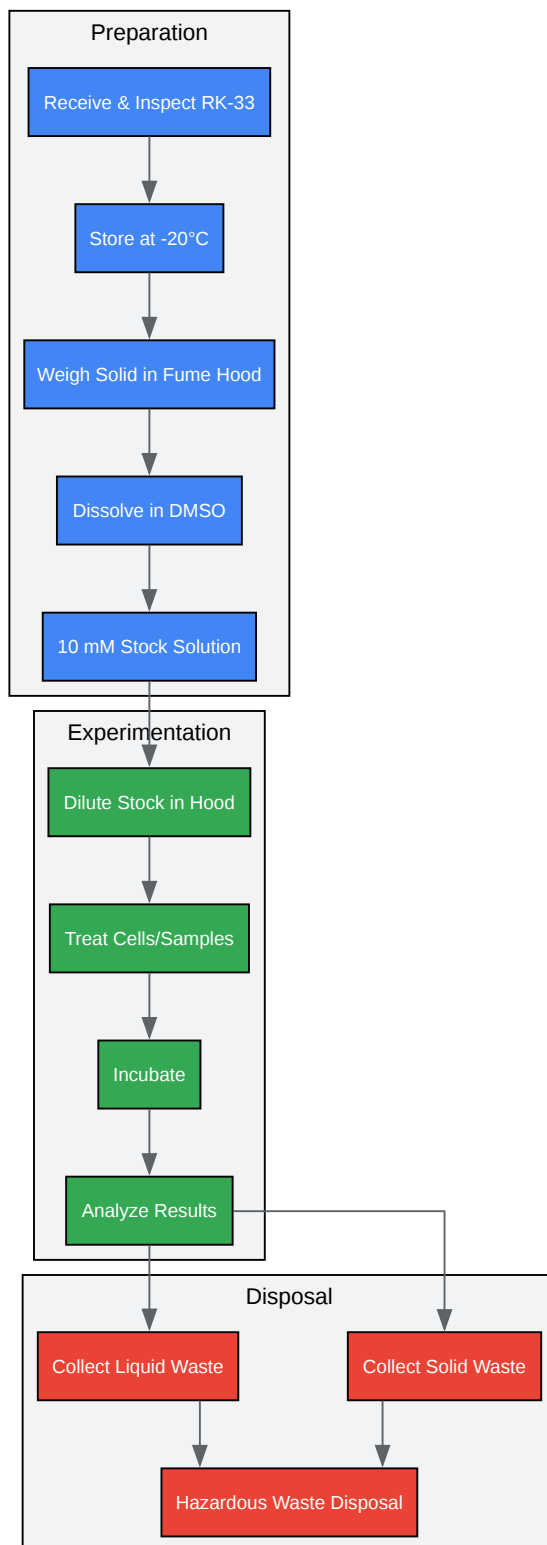 Preparation
Receive & Inspect RK-33
Store at -20°C
Weigh Solid in Fume Hood
Dissolve in DMSO
10 mM Stock Solution
Experimentation
Dilute Stock in Hood
Treat Cells/Samples
Incubate
Analyze Results
Disposal
Collect Liquid Waste
Collect Solid Waste
Hazardous Waste Disposal